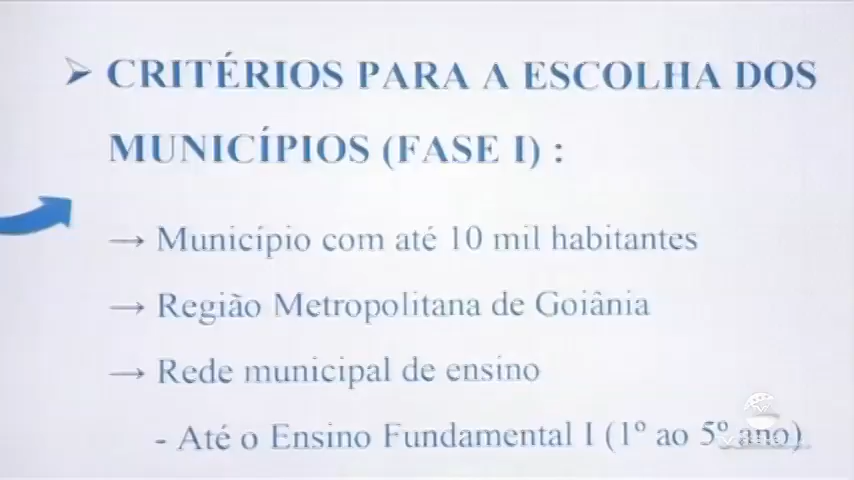 ➢ CRITÉRIOS PARA A ESCOLHA DOS
MUNICÍPIOS (FASE I) :
→ Município com até 10 mil habitantes
→ Região Metropolitana de Goiânia
→ Rede municipal de ensino
- Até o Ensino Fundamental I (1º ao 5º ano)